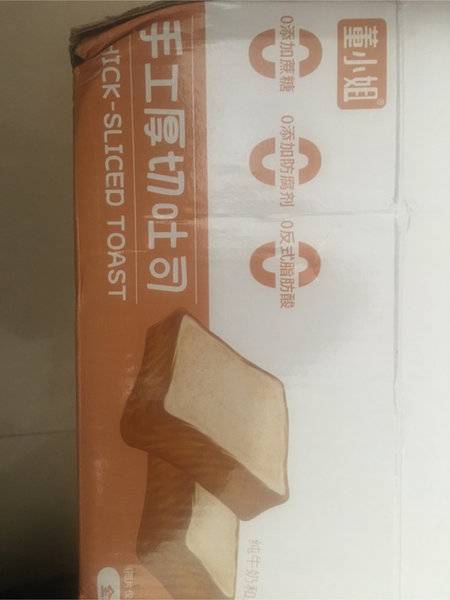 董小姐®
0添加蔗糖
0添加防腐剂
0反式脂肪酸
手工厚切吐司
HICK-SLICED TOAST
纯牛奶和